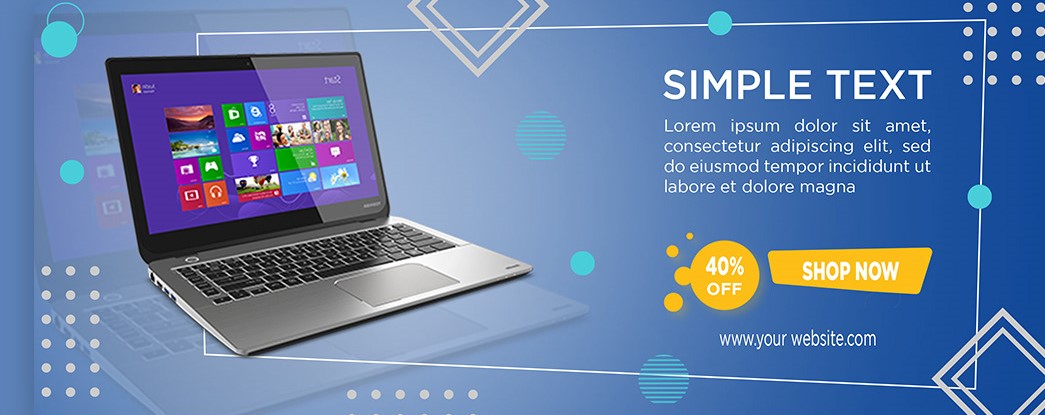 SIMPLE TEXT
Lorem ipsum dolor sit amet,
consectetur adipiscing elit, sed
do eiusmod tempor incididunt ut
labore et dolore magna
40%
OFF
SHOP NOW
www.your website.com